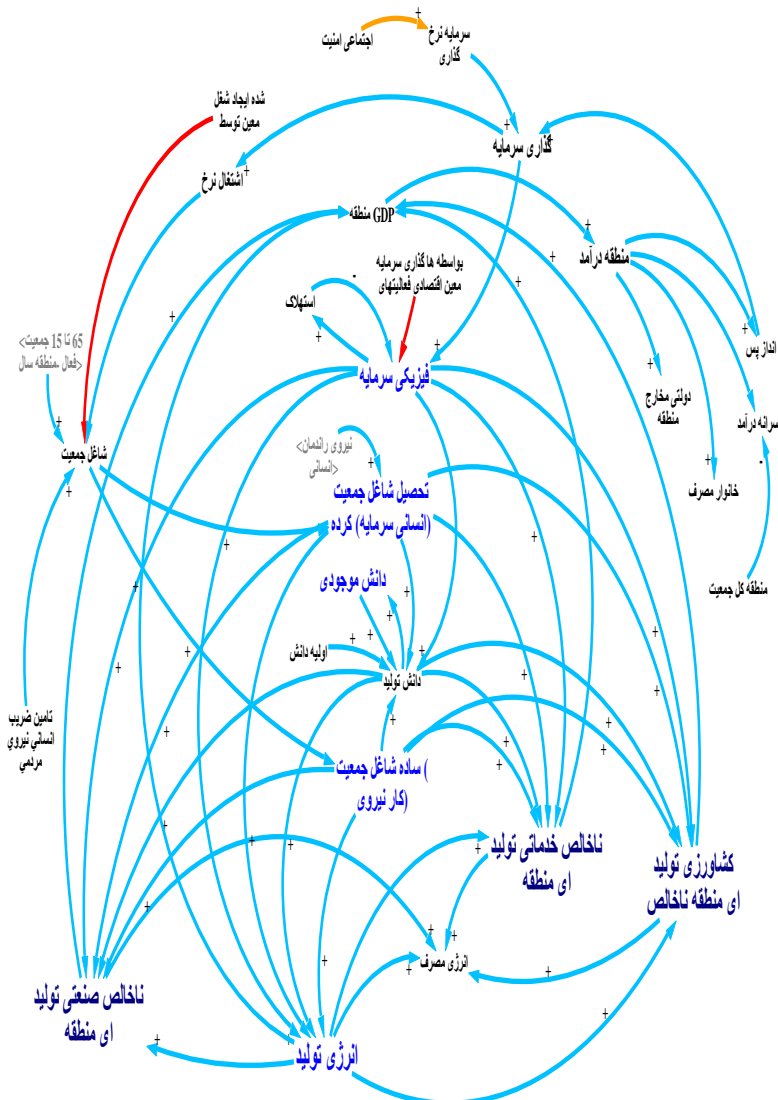 سرمایه نرخ
گذاری
اجتماعی امنیت
شده ایجاد شغل
معین توسط
گذاری سرمایه
اشتغال نرخ
GDP منطقه
منطقه درآمد
بواسطه ها گذاری سرمایه
معین اقتصادی فعالیتهای
استهلاک
<65 تا 15 جمعیت
فعال -منطقه سال>
فیزیکی سرمایه
انداز پس
دولتی مخارج
منطقه
سرانه درآمد
شاغل جمعیت
<نیروی راندمان
انسانی>
تحصیل شاغل جمعیت
(انسانی سرمایه) کرده
خانوار مصرف
دانش موجودی
منطقه کل جمعیت
اولیه دانش
دانش تولید
تامین ضریب
انساني نيروي
مردمي
ساده شاغل جمعیت (
کار نیروی)
ناخالص خدماتی تولید
ای منطقه
کشاورزی تولید
ای منطقه ناخالص
انرژی مصرف
ناخالص صنعتی تولید
ای منطقه
انرژی تولید